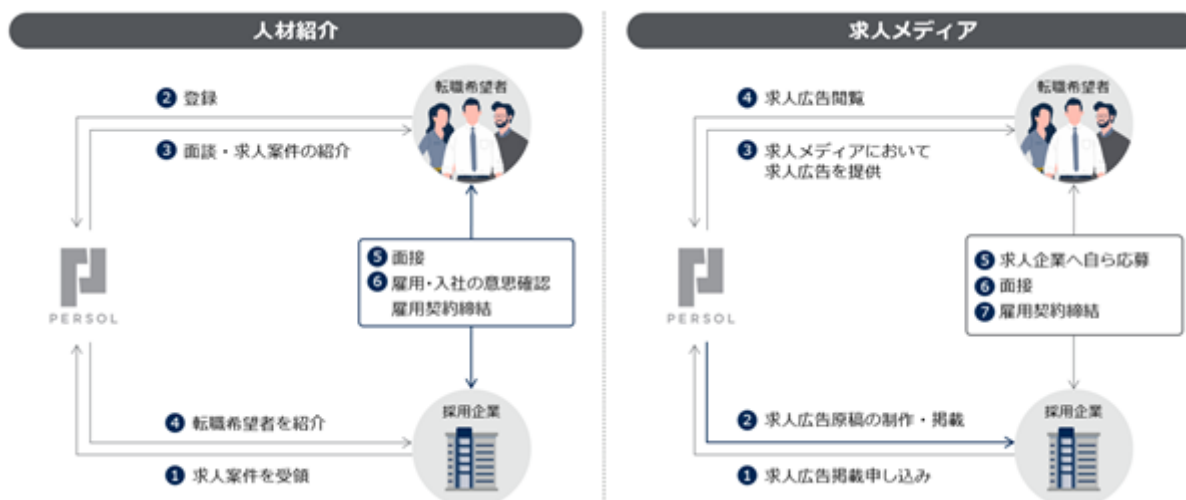 人材紹介
転職希望者
❷ 登録
❸ 面談・求人案件の紹介
❺ 面接
❻ 雇用・入社の意思確認
雇用契約締結
PERSOL
採用企業
❹ 転職希望者を紹介
❶ 求人案件を受領
求人メディア
転職希望者
❹ 求人広告閲覧
❸ 求人メディアにおいて
求人広告を提供
❺ 求人企業へ自ら応募
❻ 面接
❼ 雇用契約締結
PERSOL
採用企業
❷ 求人広告原稿の制作・掲載
❶ 求人広告掲載申し込み